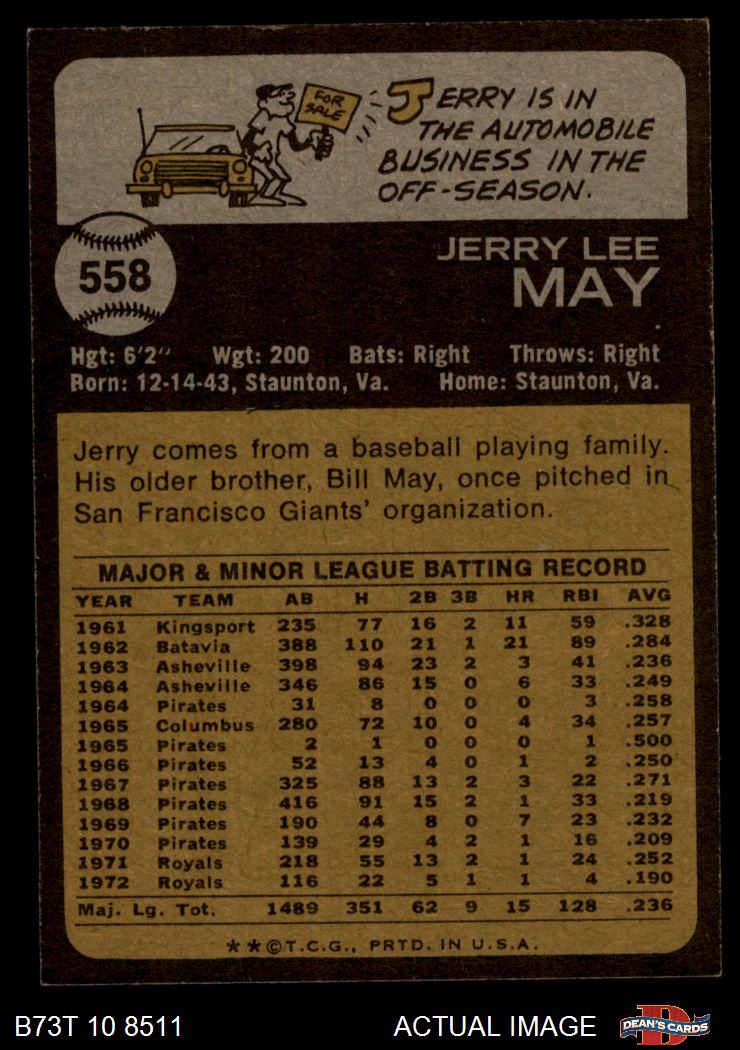 FOR
SALE
JERRY IS IN
THE AUTOMOBILE
BUSINESS IN THE
OFF-SEASON.
558
JERRY LEE
MAY
Hgt: 6'2" Wgt: 200 Bats: Right Throws: Right
Born: 12-14-43, Staunton, Va. Home: Staunton, Va.
Jerry comes from a baseball playing family.
His older brother, Bill May, once pitched in
San Francisco Giants' organization.
MAJOR & MINOR LEAGUE BATTING RECORD
YEAR TEAM AB H 2B 3B HR RBI AVG
1961 Kingsport 235 77 16 2 11 59 .328
1962 Batavia 388 110 21 1 21 89 .284
1963 Asheville 398 94 23 2 3 41 .236
1964 Asheville 346 86 15 0 6 33 .249
1964 Pirates 31 8 0 0 0 3 .258
1965 Columbus 280 72 10 0 4 34 .257
1965 Pirates 2 1 0 0 0 1 .500
1966 Pirates 52 13 4 0 1 2 .250
1967 Pirates 325 88 13 2 3 22 .271
1968 Pirates 416 91 15 2 1 33 .219
1969 Pirates 190 44 8 0 7 23 .232
1970 Pirates 139 29 4 2 1 16 .209
1971 Royals 218 55 13 2 1 24 .252
1972 Royals 116 22 5 1 1 4 .190
Maj. Lg. Tot. 1489 351 62 9 15 128 .236
**©T.C.G., PRTD. IN U.S.A.
B73T 10 8511 ACTUAL IMAGE D DEAN'S CARDS